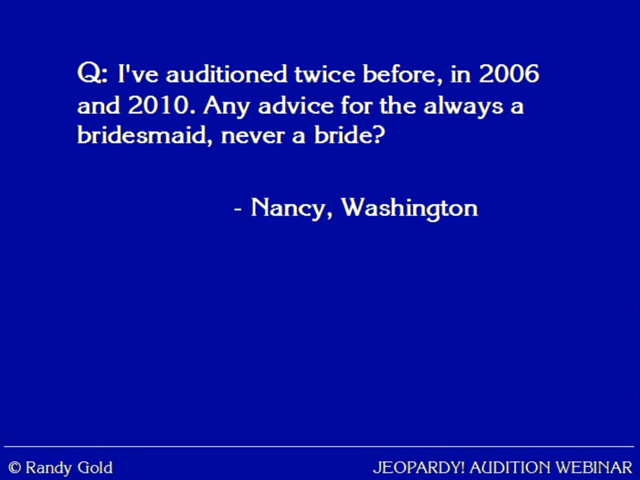 Q: I've auditioned twice before, in 2006
and 2010. Any advice for the always a
bridesmaid, never a bride?
- Nancy, Washington
© Randy Gold
JEOPARDY! AUDITION WEBINAR